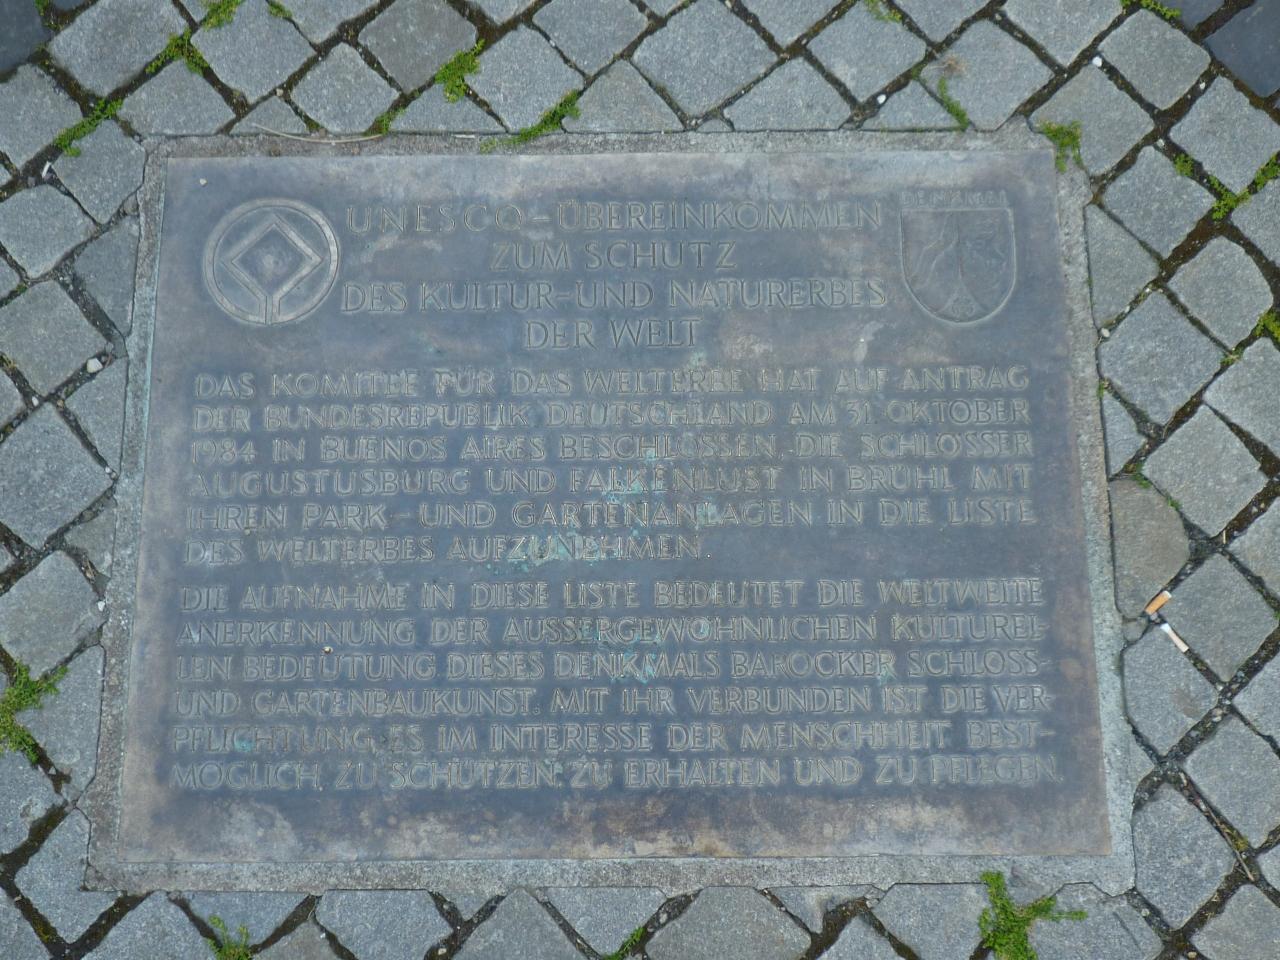 UNESCO-ÜBEREINKOMMEN
ZUM SCHUTZ
DES KULTUR-UND NATURERBES
DER WELT
DENKMAL
DAS KOMITEE FÜR DAS WELTERBE HAT AUF ANTRAG
DER BUNDESREPUBLIK DEUTSCHLAND AM 31. OKTOBER
1984 IN BUENOS AIRES BESCHLOSSEN, DIE SCHLÖSSER
AUGUSTUSBURG UND FALKENLUST IN BRÜHL MIT
IHREN PARK- UND GARTENANLAGEN IN DIE LISTE
DES WELTERBES AUFZUNEHMEN.
DIE AUFNAHME IN DIESE LISTE BEDEUTET DIE WELTWEITE
ANERKENNUNG DER AUSSERGEWÖHNLICHEN KULTUREL-
LEN BEDEUTUNG DIESES DENKMALS BAROCKER SCHLOSS-
UND GARTENBAUKUNST. MIT IHR VERBUNDEN IST DIE VER-
PFLICHTUNG, ES IM INTERESSE DER MENSCHHEIT BEST-
MÖGLICH ZU SCHÜTZEN, ZU ERHALTEN UND ZU PFLEGEN.